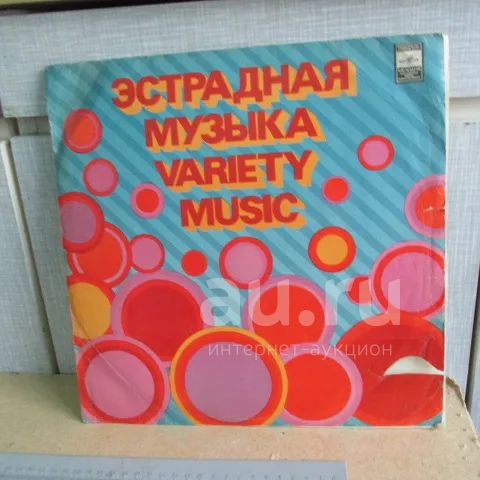 ЭСТРАДНАЯ
МУЗЫКА
VARIETY
MUSIC
au.ru
интернет-аукцион